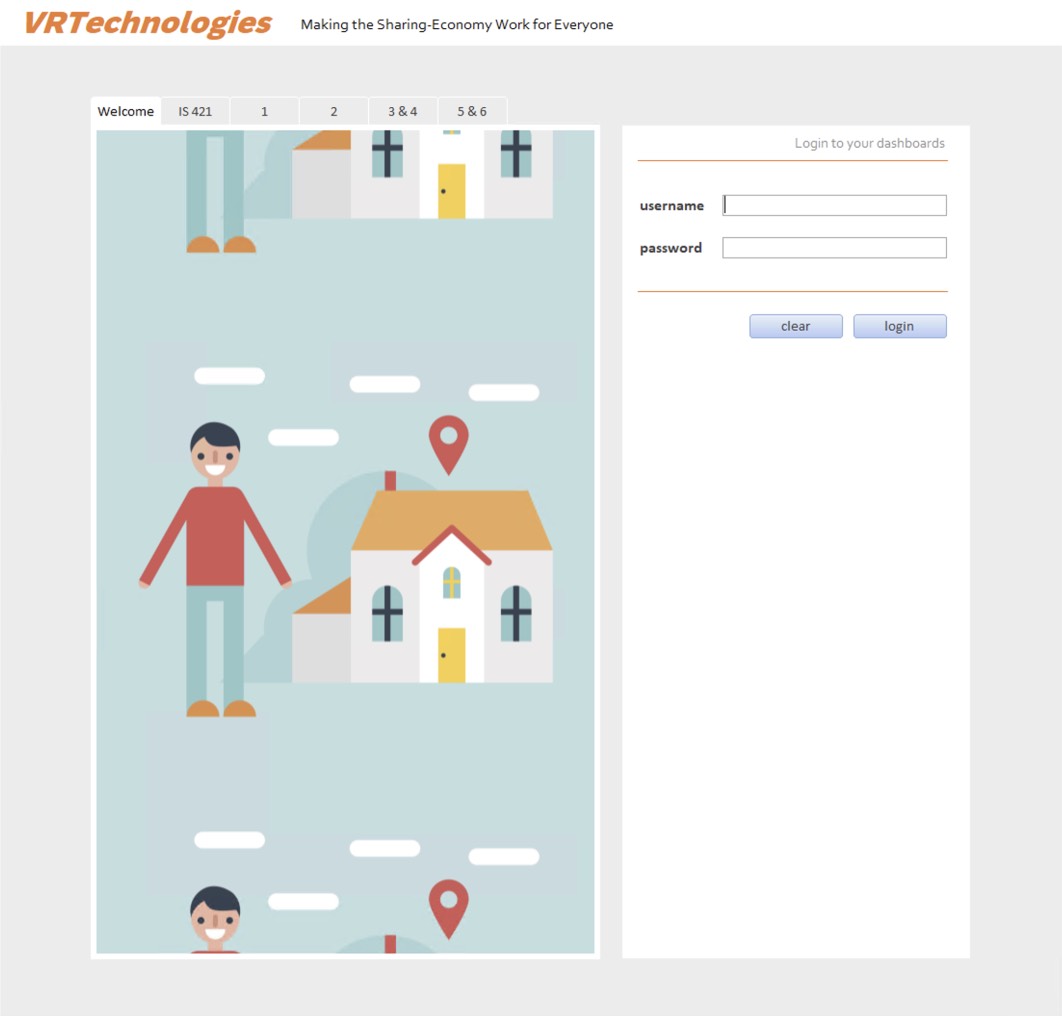 VRTechnologies Making the Sharing-Economy Work for Everyone
Welcome IS 421 1 2 3 & 4 5 & 6
Login to your dashboards
username
password
clear login